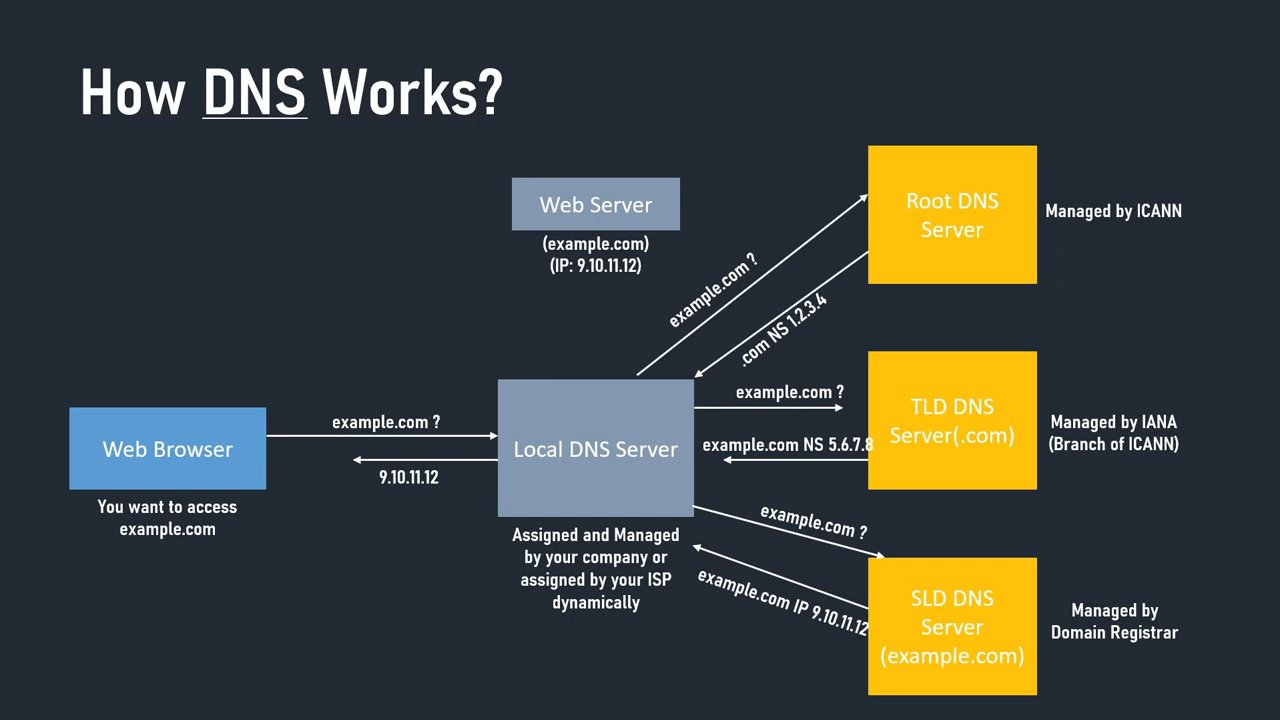 How DNS Works?
Web Server
(example.com)
(IP: 9.10.11.12)
Root DNS
Server
Managed by ICANN
example.com ?
.com NS 1.2.3.4
Web Browser
You want to access
example.com
example.com ?
9.10.11.12
Local DNS Server
Assigned and Managed
by your company or
assigned by your ISP
dynamically
example.com ?
example.com NS 5.6.7.8
TLD DNS
Server(.com)
Managed by IANA
(Branch of ICANN)
example.com ?
example.com IP 9.10.11.12
SLD DNS
Server
(example.com)
Managed by
Domain Registrar